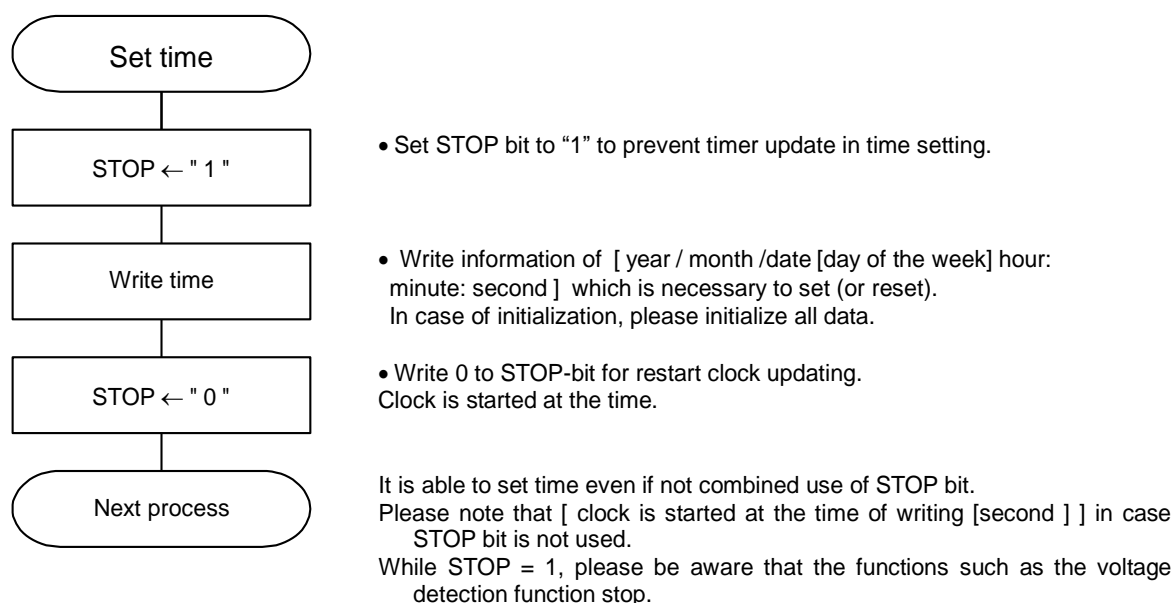 Set time
STOP ← " 1 "
• Set STOP bit to “1” to prevent timer update in time setting.
Write time
• Write information of [ year / month /date [day of the week] hour:
minute: second ] which is necessary to set (or reset).
In case of initialization, please initialize all data.
STOP ← " 0 "
• Write 0 to STOP-bit for restart clock updating.
Clock is started at the time.
Next process
It is able to set time even if not combined use of STOP bit.
Please note that [ clock is started at the time of writing [second ] ] in case
STOP bit is not used.
While STOP = 1, please be aware that the functions such as the voltage
detection function stop.